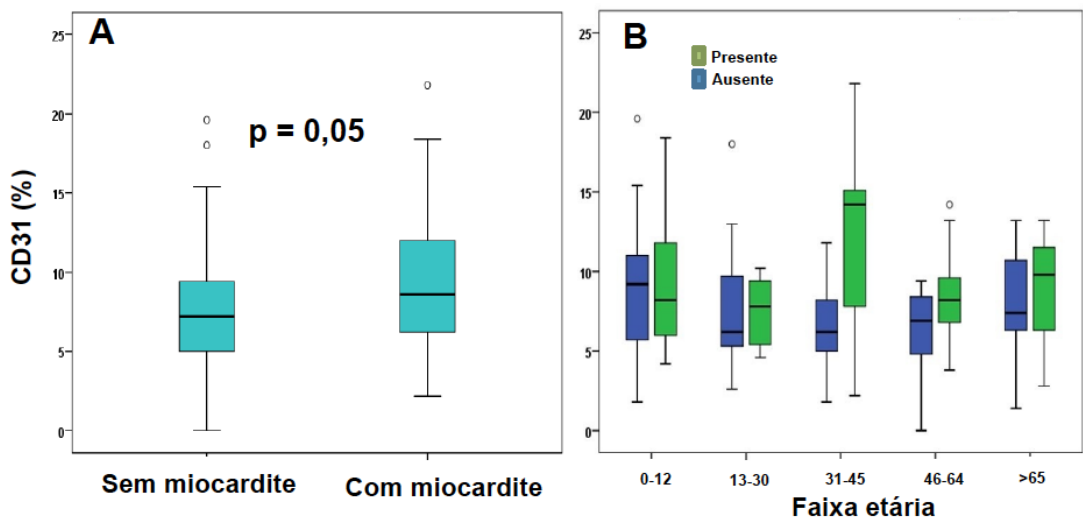 A
25
20
15
10
5
0
CD31 (%)
p = 0,05
Sem miocardite
Com miocardite
B
Presente
Ausente
25
20
15
10
5
0
0-12
13-30
31-45
46-64
>65
Faixa etária